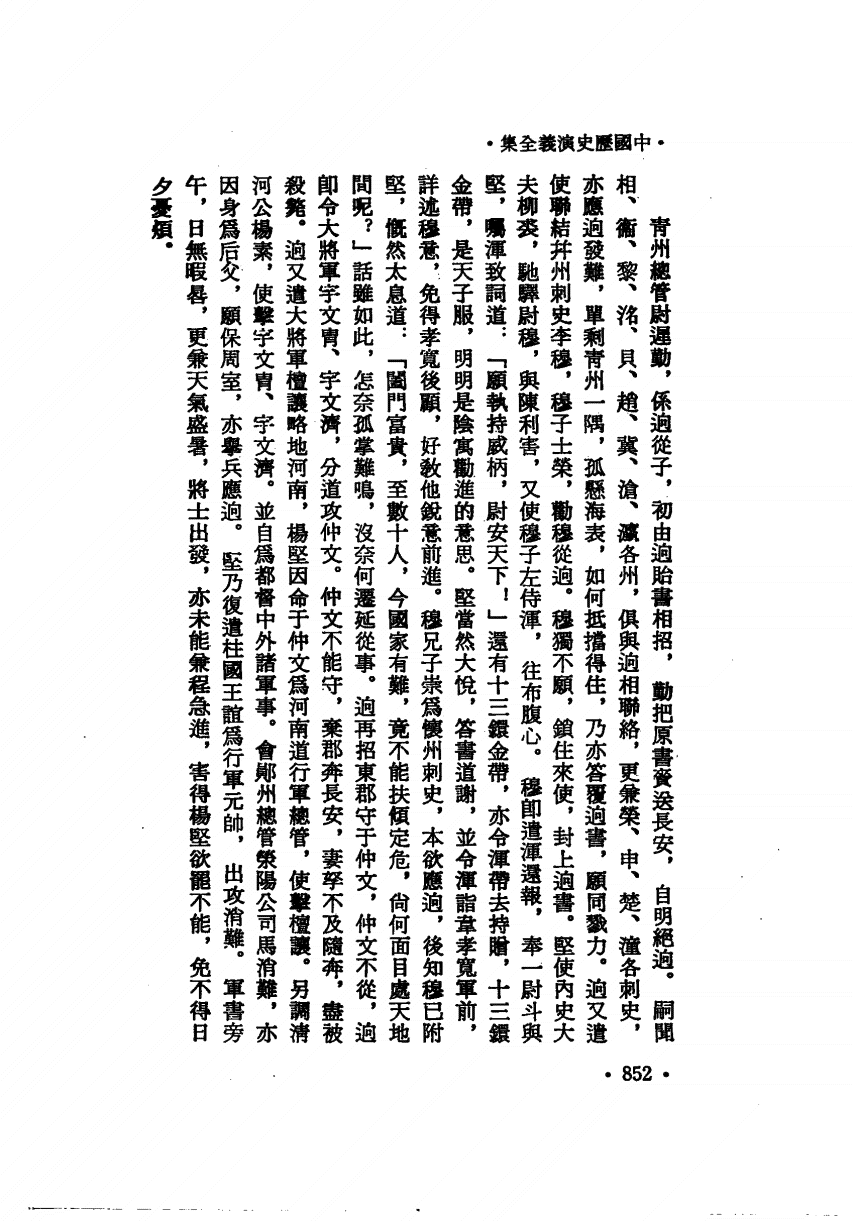 ·中國歷史演義全集·
青州總管尉遲勤，係迥從子，初由迥貽書相招，勤把原書賫送長安，自明絕迥。嗣聞
相、衞、黎、洺、貝、趙、冀、滄、瀛各州，俱與迥相聯絡，更兼榮、申、楚、潼各刺史，
亦應迥發難，單剩青州一隅，孤懸海表，如何抵擋得住，乃亦答覆迥書，願同戮力。迥又遣
使聯結幷州刺史李穆，穆子士榮，勸穆從迥。穆獨不願，鎖住來使，封上迥書。堅使內史大
夫柳裘，馳驛尉穆，與陳利害，又使穆子左侍渾，往布腹心。穆卽遣渾還報，奉一尉斗與
堅，囑渾致詞道：「願執持威柄，尉安天下！」還有十三鐶金帶，亦令渾帶去持贈，十三鐶
金帶，是天子服，明明是陰寓勸進的意思。堅當然大悅，答書道謝，並令渾詣韋孝寬軍前，
詳述穆意，免得孝寬後顧，好敎他銳意前進。穆兄子崇爲懷州刺史，本欲應迥，後知穆已附
堅，慨然太息道：「闔門富貴，至數十人，今國家有難，竟不能扶傾定危，尙何面目處天地
間呢？」話雖如此，怎奈孤掌難鳴，沒奈何遷延從事。迥再招東郡守于仲文，仲文不從，迥
卽令大將軍宇文冑、宇文濟，分道攻仲文。仲文不能守，棄郡奔長安，妻孥不及隨奔，盡被
殺斃。迥又遣大將軍檀讓略地河南，楊堅因命于仲文爲河南道行軍總管，使擊檀讓。另調清
河公楊素，使擊宇文冑、宇文濟。並自爲都督中外諸軍事。會鄖州總管滎陽公司馬消難，亦
因身爲后父，願保周室，亦舉兵應迥。堅乃復遣柱國王誼爲行軍元帥，出攻消難。軍書旁
午，日無暇晷，更兼天氣盛暑，將士出發，亦未能兼程急進，害得楊堅欲罷不能，免不得日
夕憂煩。
·852·